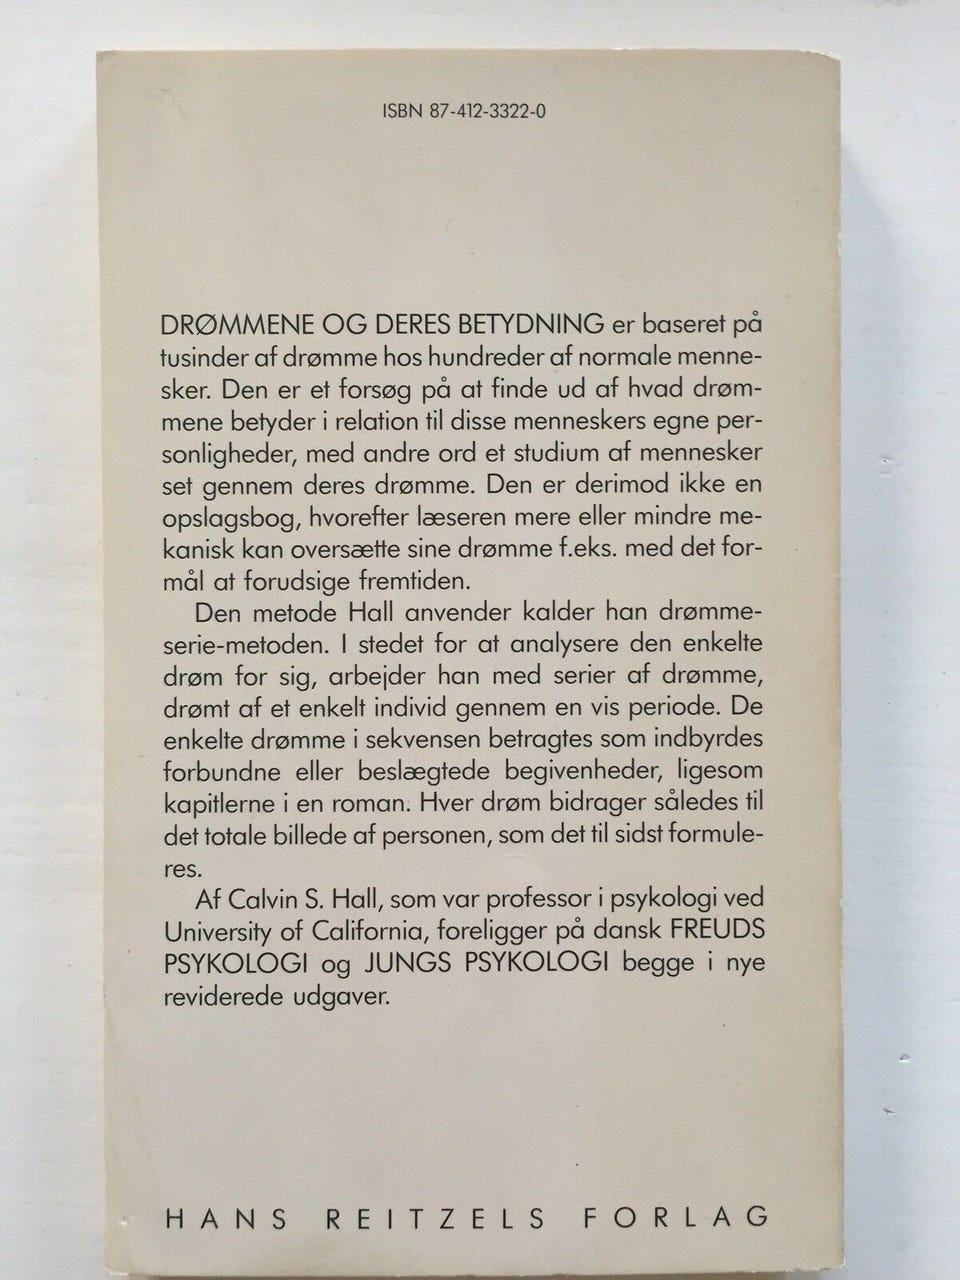 ISBN 87-412-3322-0
DRØMMENE OG DERES BETYDNING er baseret på
tusinder af drømme hos hundreder af normale menne-
sker. Den er et forsøg på at finde ud af hvad drøm-
mene betyder i relation til disse menneskers egne per-
sonligheder, med andre ord et studium af mennesker
set gennem deres drømme. Den er derimod ikke en
opslagsbog, hvorefter læseren mere eller mindre me-
kanisk kan oversætte sine drømme f.eks. med det for-
mål at forudsige fremtiden.
Den metode Hall anvender kalder han drømme-
serie-metoden. I stedet for at analysere den enkelte
drøm for sig, arbejder han med serier af drømme,
drømt af et enkelt individ gennem en vis periode. De
enkelte drømme i sekvensen betragtes som indbyrdes
forbundne eller beslægtede begivenheder, ligesom
kapitlerne i en roman. Hver drøm bidrager således til
det totale billede af personen, som det til sidst formule-
res.
Af Calvin S. Hall, som var professor i psykologi ved
University of California, foreligger på dansk FREUDS
PSYKOLOGI og JUNGS PSYKOLOGI begge i nye
reviderede udgaver.
HANS REITZELS FORLAG